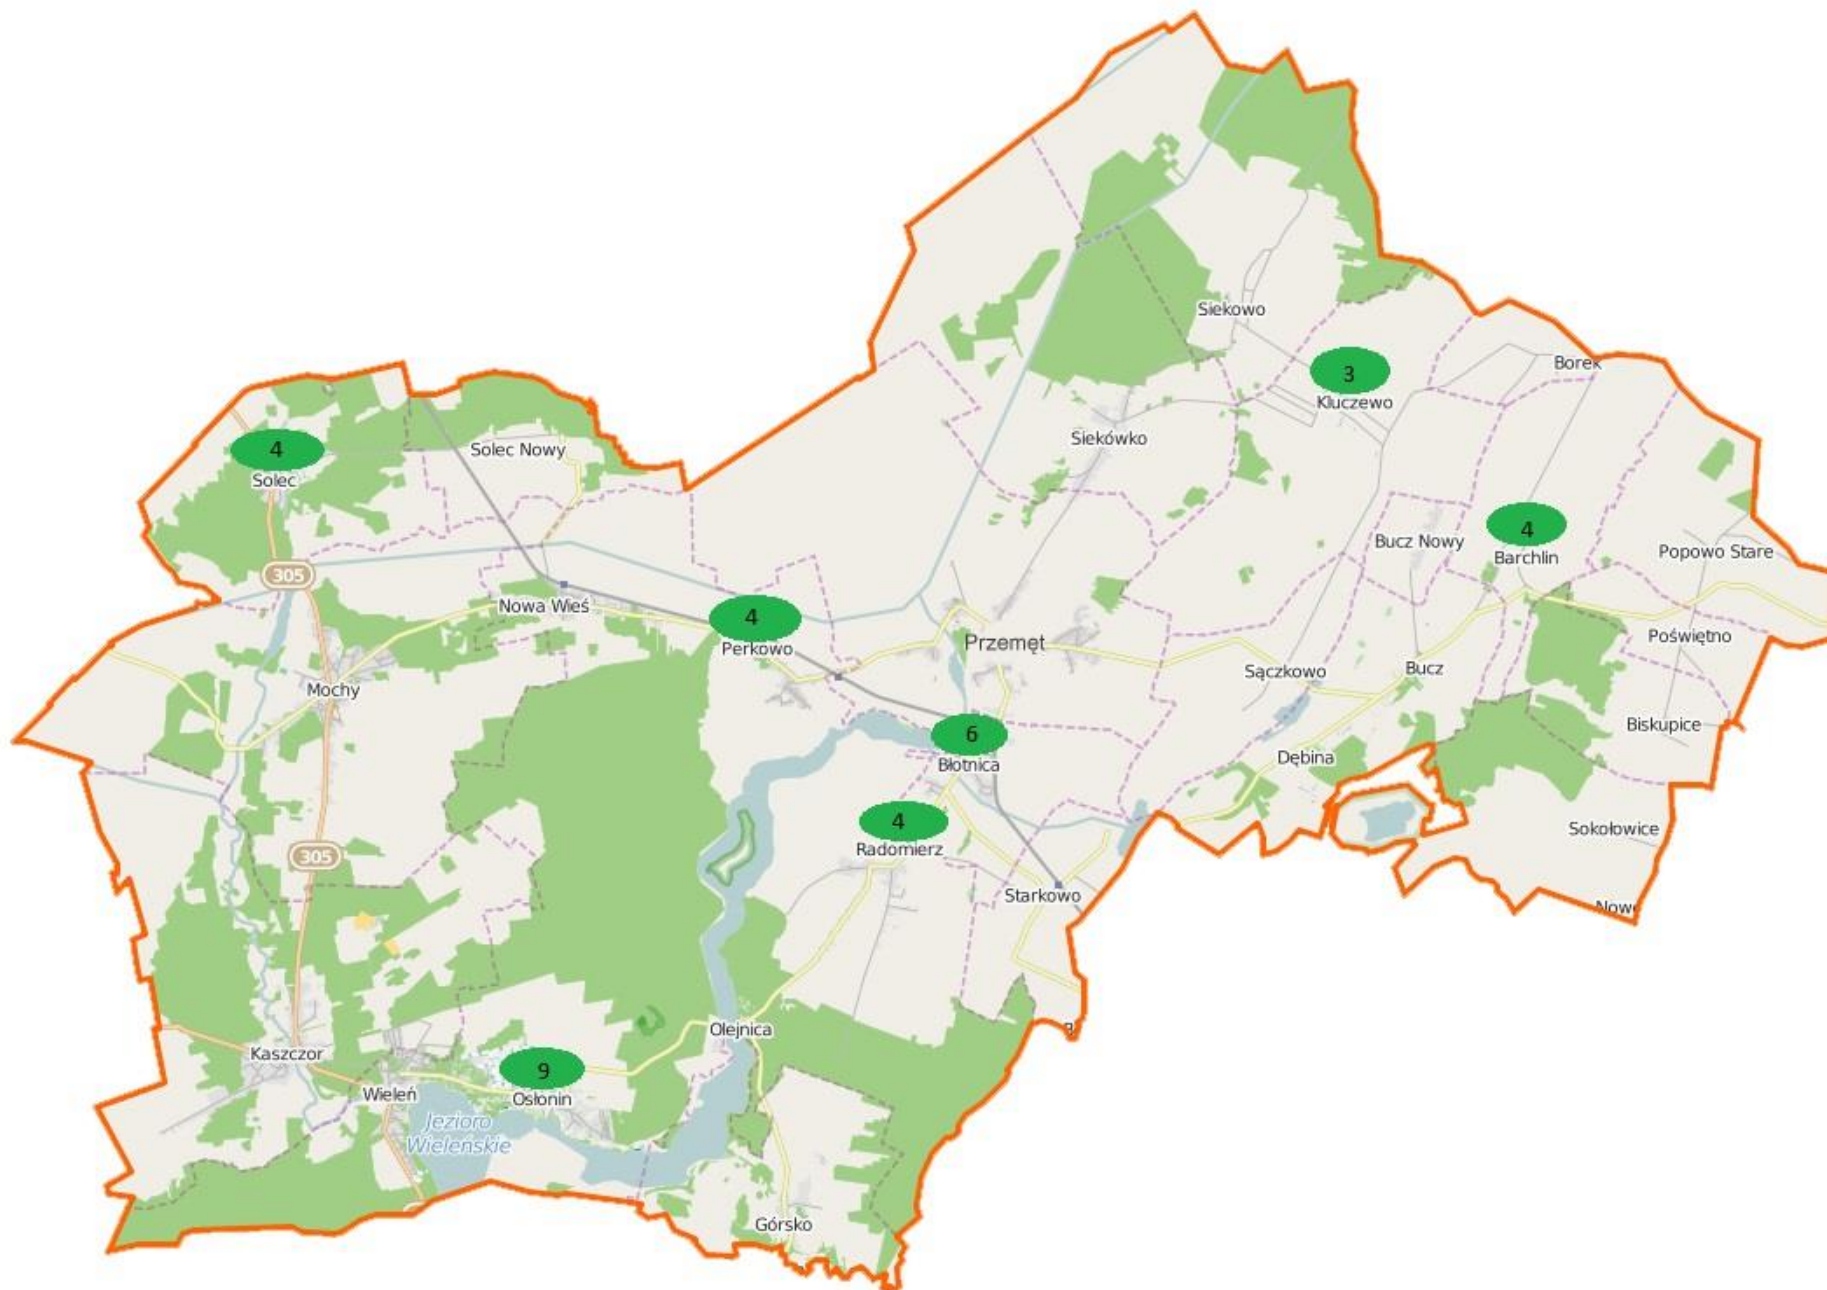 Siekowo
3
Kluczewo
Borek
Siekówko
4
Solec
Solec Nowy
4
Barchlin
Bucz Nowy
Popowo Stare
305
Nowa Wieś
4
Perkowo
Przemęt
Poświętno
Sączkowo
Bucz
Mochy
Biskupice
6
Błotnica
Dębina
4
Radomierz
Sokołowice
305
Starkowo
Olejnica
Kaszczor
9
Osłonin
Wieleń
Jezioro
Wieleńskie
Górsko